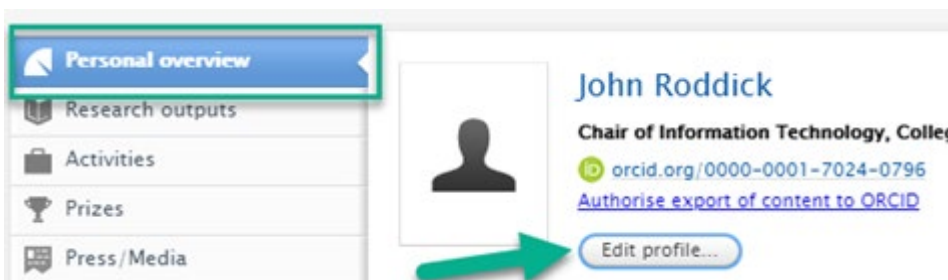 Personal overview
Research outputs
Activities
Prizes
Press/Media
John Roddick
Chair of Information Technology,
iD orcid.org/0000-0001-7024-0796
Authorise export of content to ORCID
Edit profile...